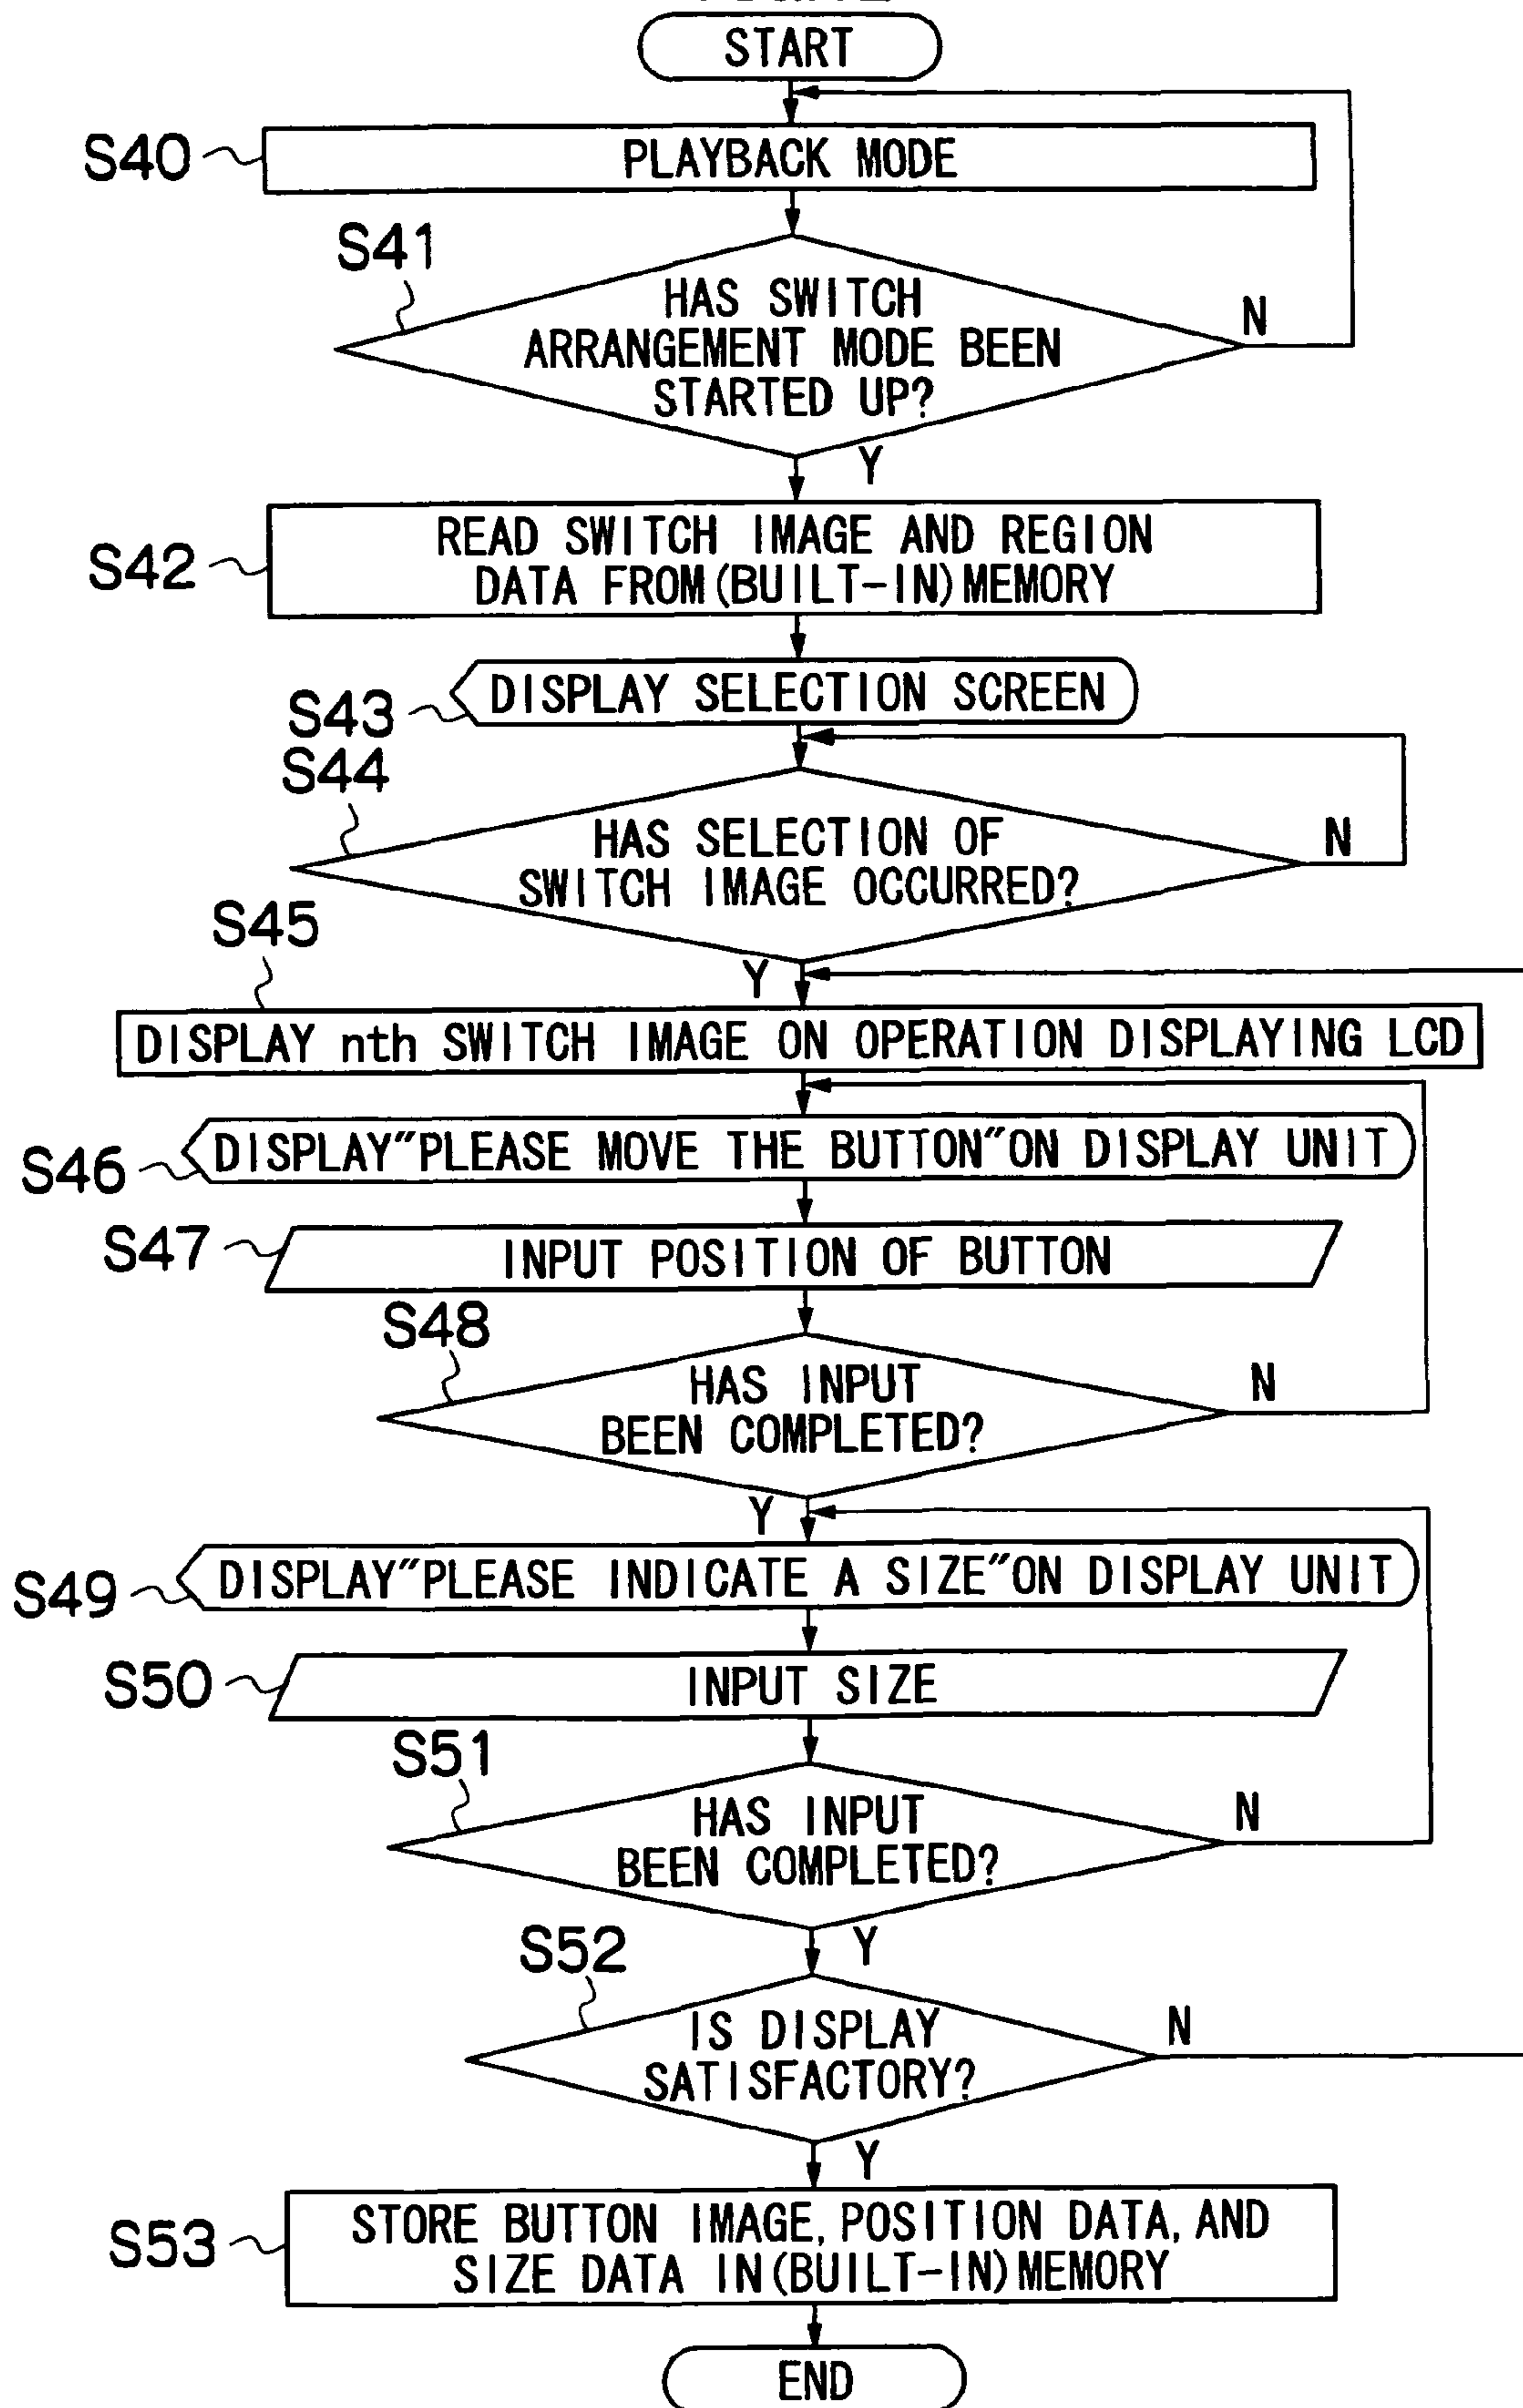 START
S40
PLAYBACK MODE
S41
HAS SWITCH
ARRANGEMENT MODE BEEN
STARTED UP?
N
Y
S42
READ SWITCH IMAGE AND REGION
DATA FROM(BUILT-IN)MEMORY
S43
DISPLAY SELECTION SCREEN
S44
HAS SELECTION OF
SWITCH IMAGE OCCURRED?
N
Y
S45
DISPLAY nth SWITCH IMAGE ON OPERATION DISPLAYING LCD
S46
DISPLAY"PLEASE MOVE THE BUTTON"ON DISPLAY UNIT
S47
INPUT POSITION OF BUTTON
S48
HAS INPUT
BEEN COMPLETED?
N
Y
S49
DISPLAY"PLEASE INDICATE A SIZE"ON DISPLAY UNIT
S50
INPUT SIZE
S51
HAS INPUT
BEEN COMPLETED?
N
Y
S52
IS DISPLAY
SATISFACTORY?
N
Y
S53
STORE BUTTON IMAGE, POSITION DATA, AND
SIZE DATA IN(BUILT-IN)MEMORY
END